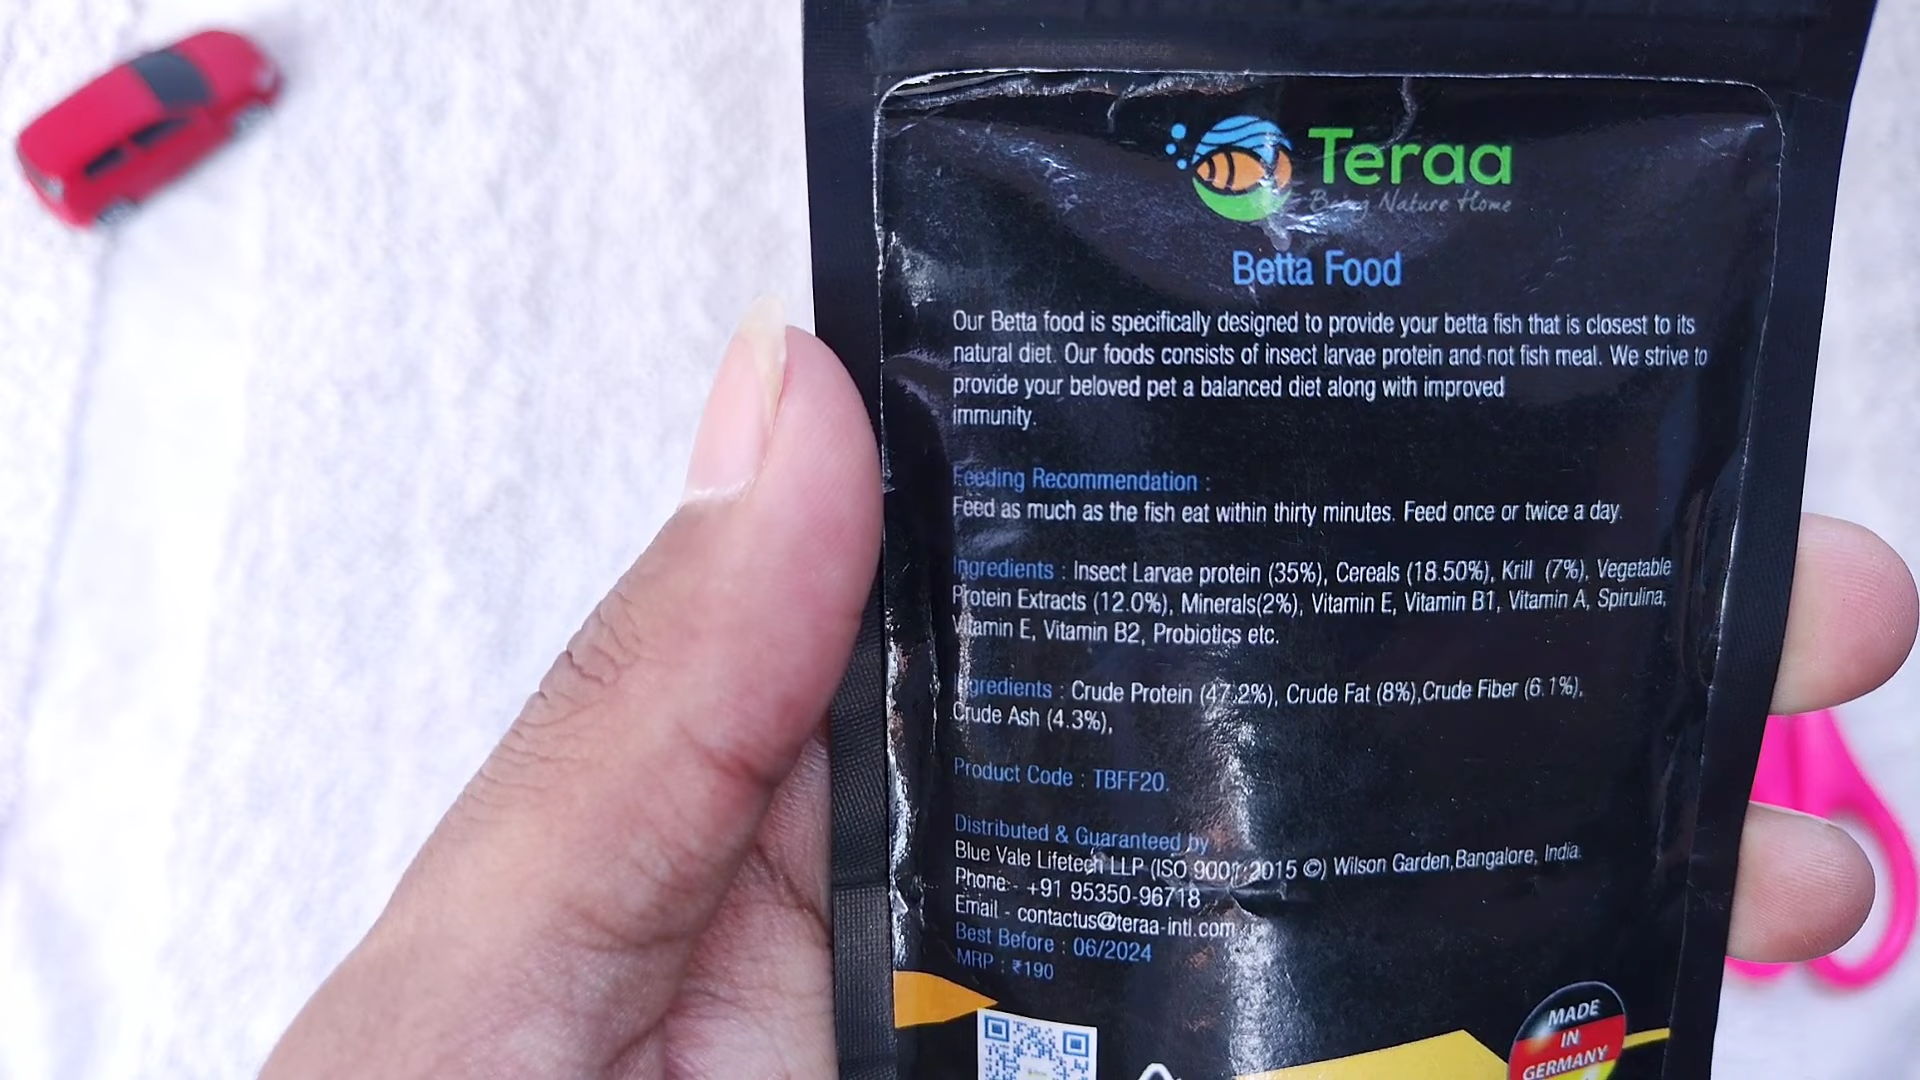 Teraa
Being Nature Home
Betta Food
Our Betta food is specifically designed to provide your betta fish that is closest to its
natural diet. Our foods consists of insect larvae protein and not fish meal. We strive to
provide your beloved pet a balanced diet along with improved
immunity.
Feeding Recommendation :
Feed as much as the fish eat within thirty minutes. Feed once or twice a day.
Ingredients : Insect Larvae protein (35%), Cereals (18.50%), Krill (7%), Vegetable
Protein Extracts (12.0%), Minerals(2%), Vitamin E, Vitamin B1, Vitamin A, Spirulina,
Vitamin E, Vitamin B2, Probiotics etc.
Ingredients : Crude Protein (47.2%), Crude Fat (8%),Crude Fiber (6.1%),
Crude Ash (4.3%),
Product Code : TBFF20.
Distributed & Guaranteed by
Blue Vale Lifetech LLP (ISO 9001: 2015 ©) Wilson Garden,Bangalore, India.
Phone:- +91 95350-96718
Email - contactus@teraa-intl.com
Best Before : 06/2024
MRP : ₹190
MADE
IN
GERMANY